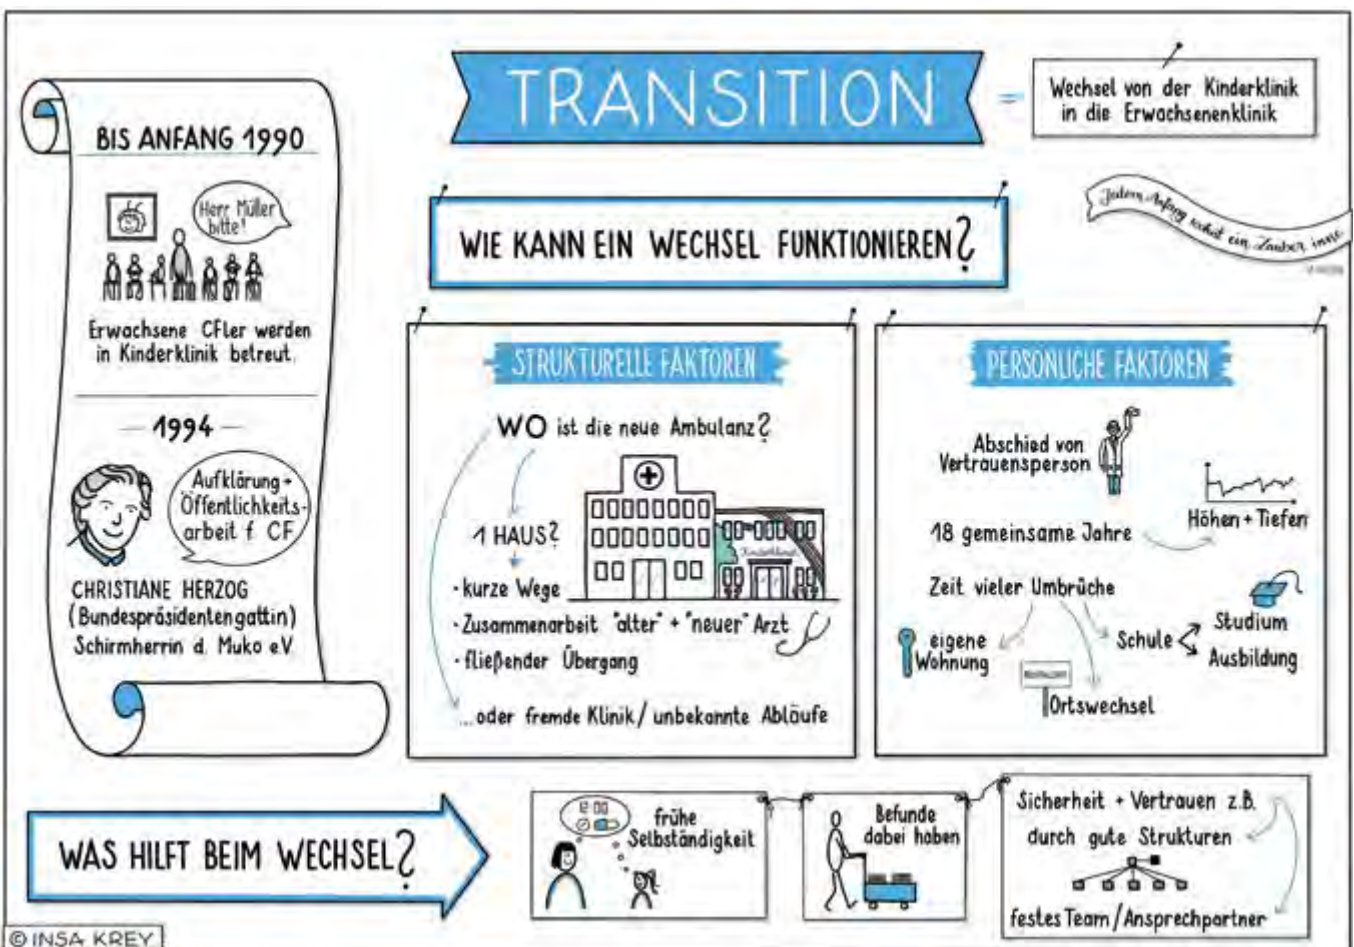 TRANSITION
=
Wechsel von der Kinderklinik
in die Erwachsenenklinik
Jedem Anfang wohnt ein Zauber inne
WIE KANN EIN WECHSEL FUNKTIONIEREN?
BIS ANFANG 1990
Herr Müller
bitte!
Erwachsene CFler werden
in Kinderklinik betreut.
1994
Aufklärung +
Öffentlichkeits-
arbeit f. CF
CHRISTIANE HERZOG
(Bundespräsidentengattin)
Schirmherrin d. Muko e.V.
STRUKTURELLE FAKTOREN
WO ist die neue Ambulanz?
1 HAUS?
Kinderklinik
· kurze Wege
· Zusammenarbeit "alter" + "neuer" Arzt
· fließender Übergang
...oder fremde Klinik / unbekannte Abläufe
PERSÖNLICHE FAKTOREN
Abschied von
Vertrauensperson
18 gemeinsame Jahre
Höhen + Tiefen
Zeit vieler Umbrüche
eigene
Wohnung
Ortswechsel
Schule
Studium
Ausbildung
WAS HILFT BEIM WECHSEL?
frühe
Selbständigkeit
Befunde
dabei haben
Sicherheit + Vertrauen z.B.
durch gute Strukturen
festes Team / Ansprechpartner
© INSA KREY